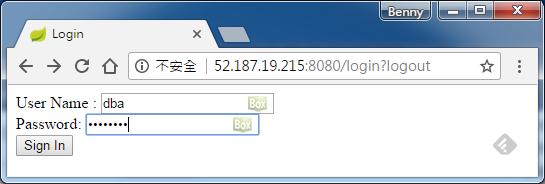 Benny
Login
不安全 52.187.19.215:8080/login?logout
User Name : dba Box
Password: •••••••• Box
Sign In